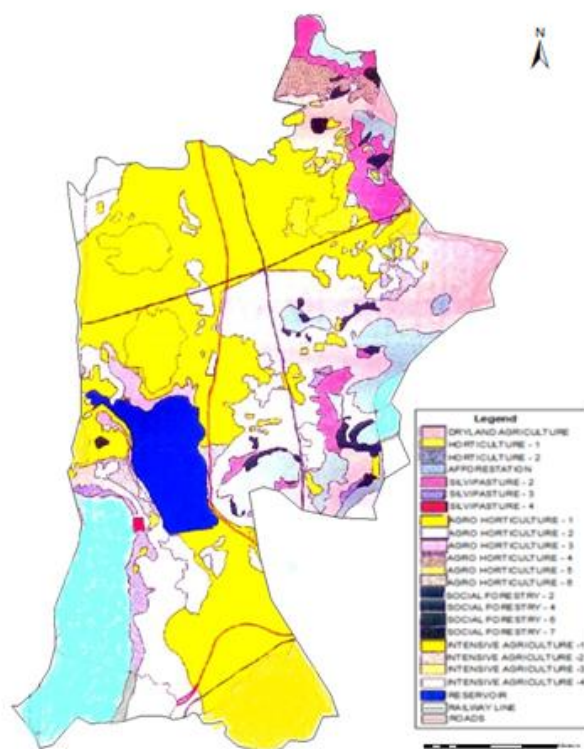 N
Legend
DRYLAND AGRICULTURE
HORTICULTURE - 1
HORTICULTURE - 2
AFFORESTATION
SILVIPASTURE - 2
SILVIPASTURE - 3
SILVIPASTURE - 4
AGRO HORTICULTURE - 1
AGRO HORTICULTURE - 2
AGRO HORTICULTURE - 3
AGRO HORTICULTURE - 4
AGRO HORTICULTURE - 5
AGRO HORTICULTURE - 6
SOCIAL FORESTRY - 2
SOCIAL FORESTRY - 4
SOCIAL FORESTRY - 6
SOCIAL FORESTRY - 7
INTENSIVE AGRICULTURE -1
INTENSIVE AGRICULTURE -2
INTENSIVE AGRICULTURE -3
INTENSIVE AGRICULTURE -4
RESERVOIR
RAILWAY LINE
ROADS